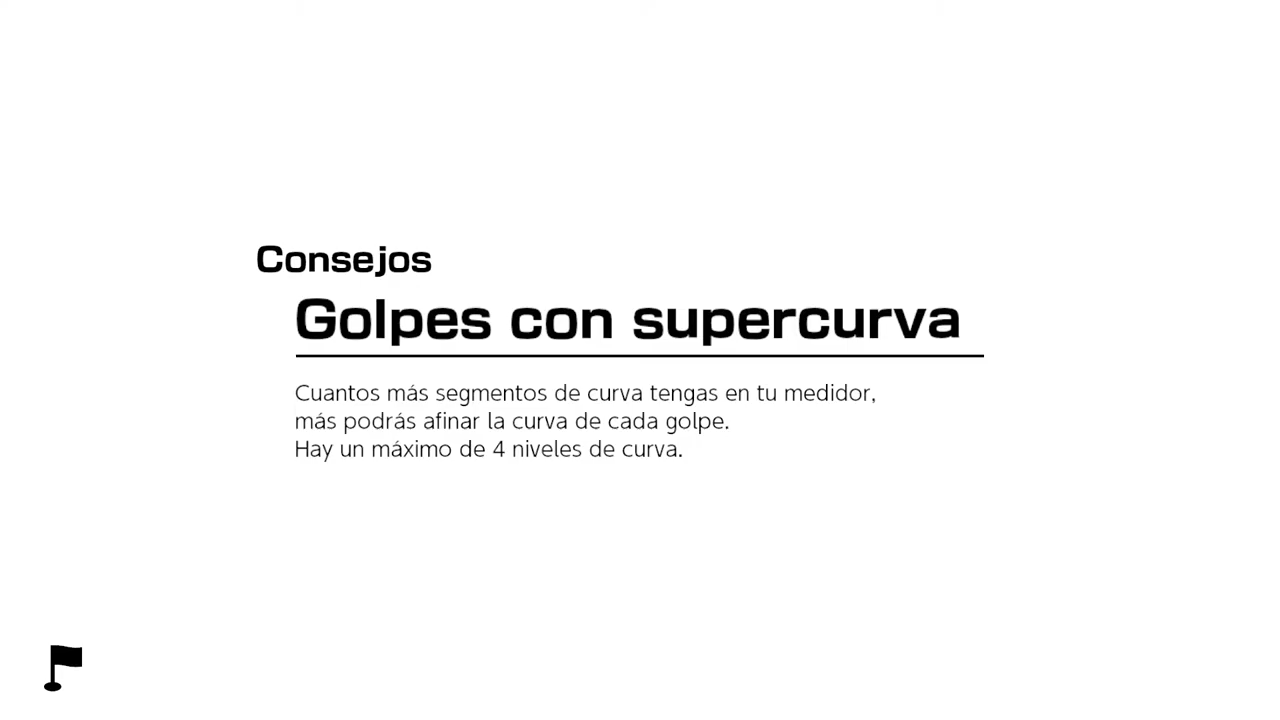 Consejos
Golpes con supercurva
Cuantos más segmentos de curva tengas en tu medidor,
más podrás afinar la curva de cada golpe.
Hay un máximo de 4 niveles de curva.